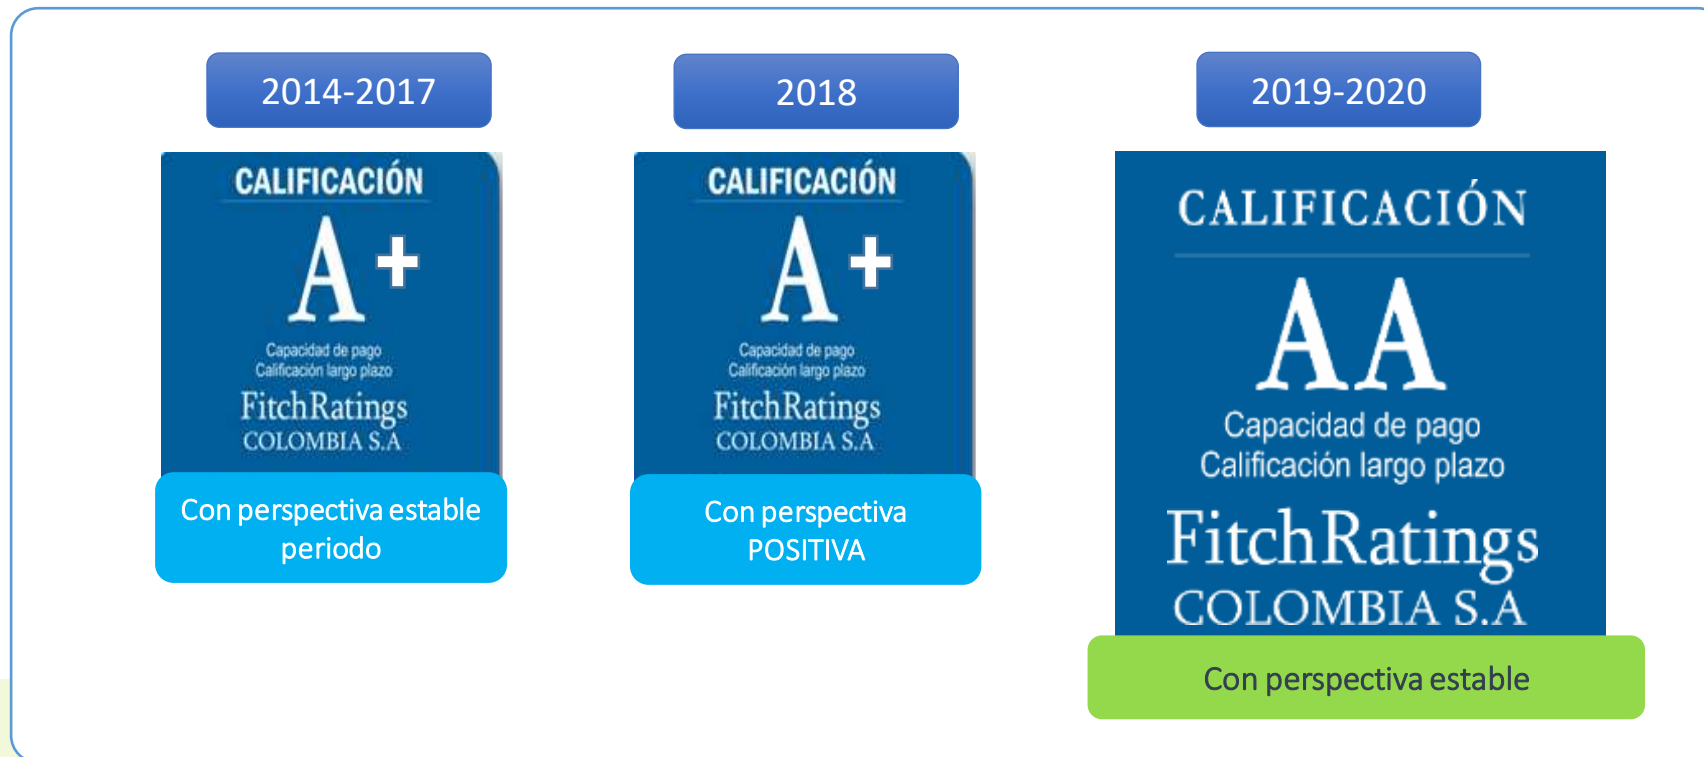 2014-2017
CALIFICACIÓN
A+
Capacidad de pago
Calificación largo plazo
FitchRatings
COLOMBIA S.A
Con perspectiva estable
periodo
2018
CALIFICACIÓN
A+
Capacidad de pago
Calificación largo plazo
FitchRatings
COLOMBIA S.A
Con perspectiva
POSITIVA
2019-2020
CALIFICACIÓN
AA
Capacidad de pago
Calificación largo plazo
FitchRatings
COLOMBIA S.A
Con perspectiva estable